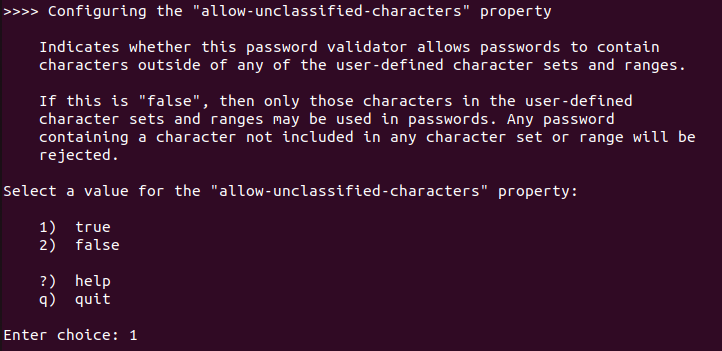 >>>> Configuring the "allow-unclassified-characters" property
Indicates whether this password validator allows passwords to contain
characters outside of any of the user-defined character sets and ranges.
If this is "false", then only those characters in the user-defined
character sets and ranges may be used in passwords. Any password
containing a character not included in any character set or range will be
rejected.
Select a value for the "allow-unclassified-characters" property:
1)  true
2)  false
?)  help
q)  quit
Enter choice: 1